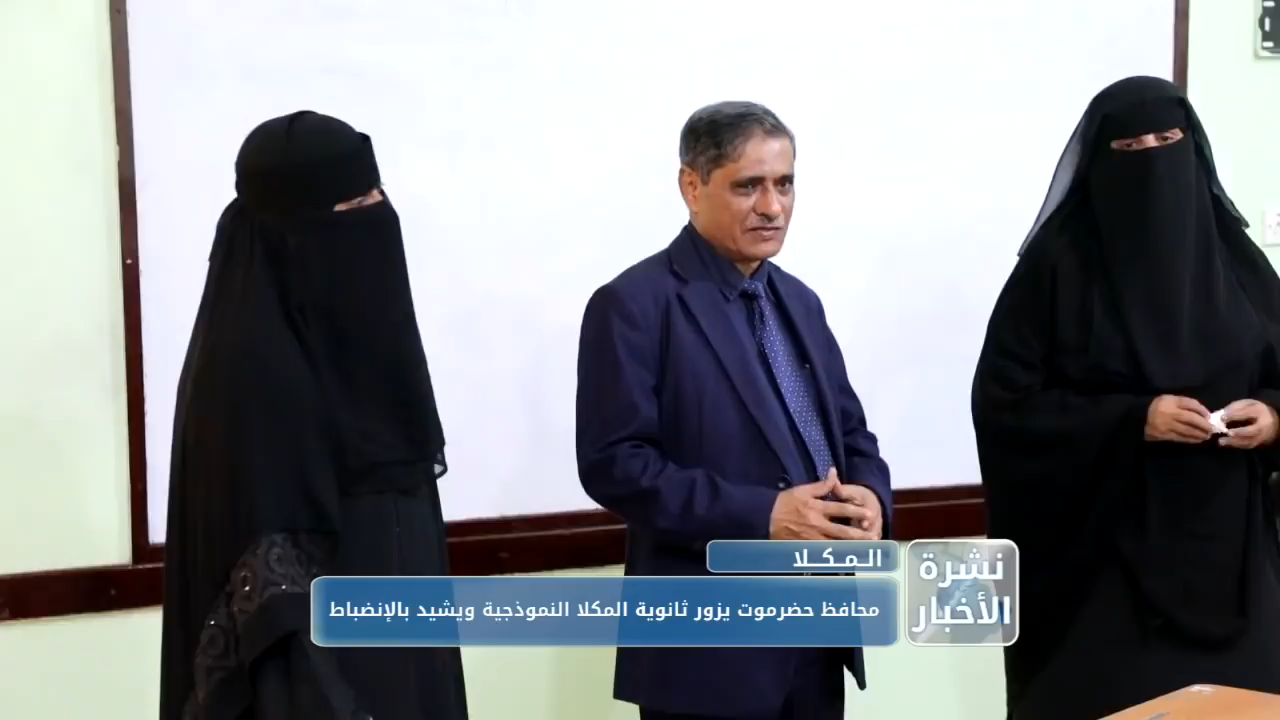 المكلا
نشرة
الأخبار
محافظ حضرموت يزور ثانوية المكلا النموذجية ويشيد بالإنضباط